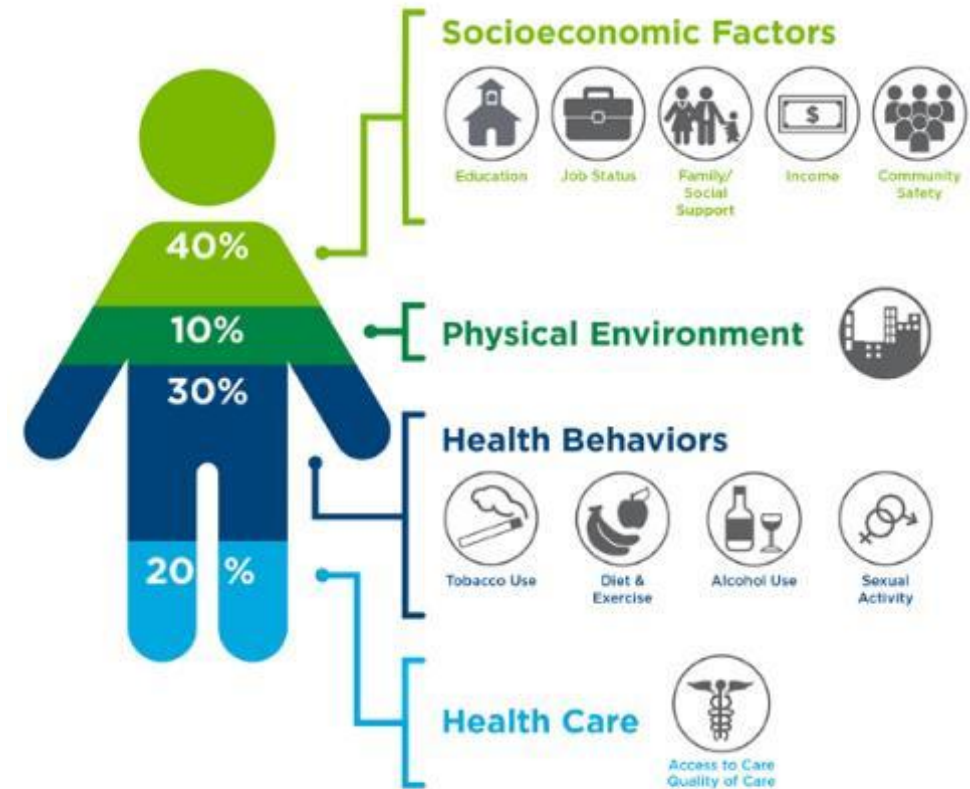 Socioeconomic Factors
Education
Job Status
Family/
Social
Support
Income
$
Community
Safety
40%
10%
Physical Environment
30%
Health Behaviors
Tobacco Use
Diet &
Exercise
Alcohol Use
Sexual
Activity
20 %
Health Care
Access to Care
Quality of Care